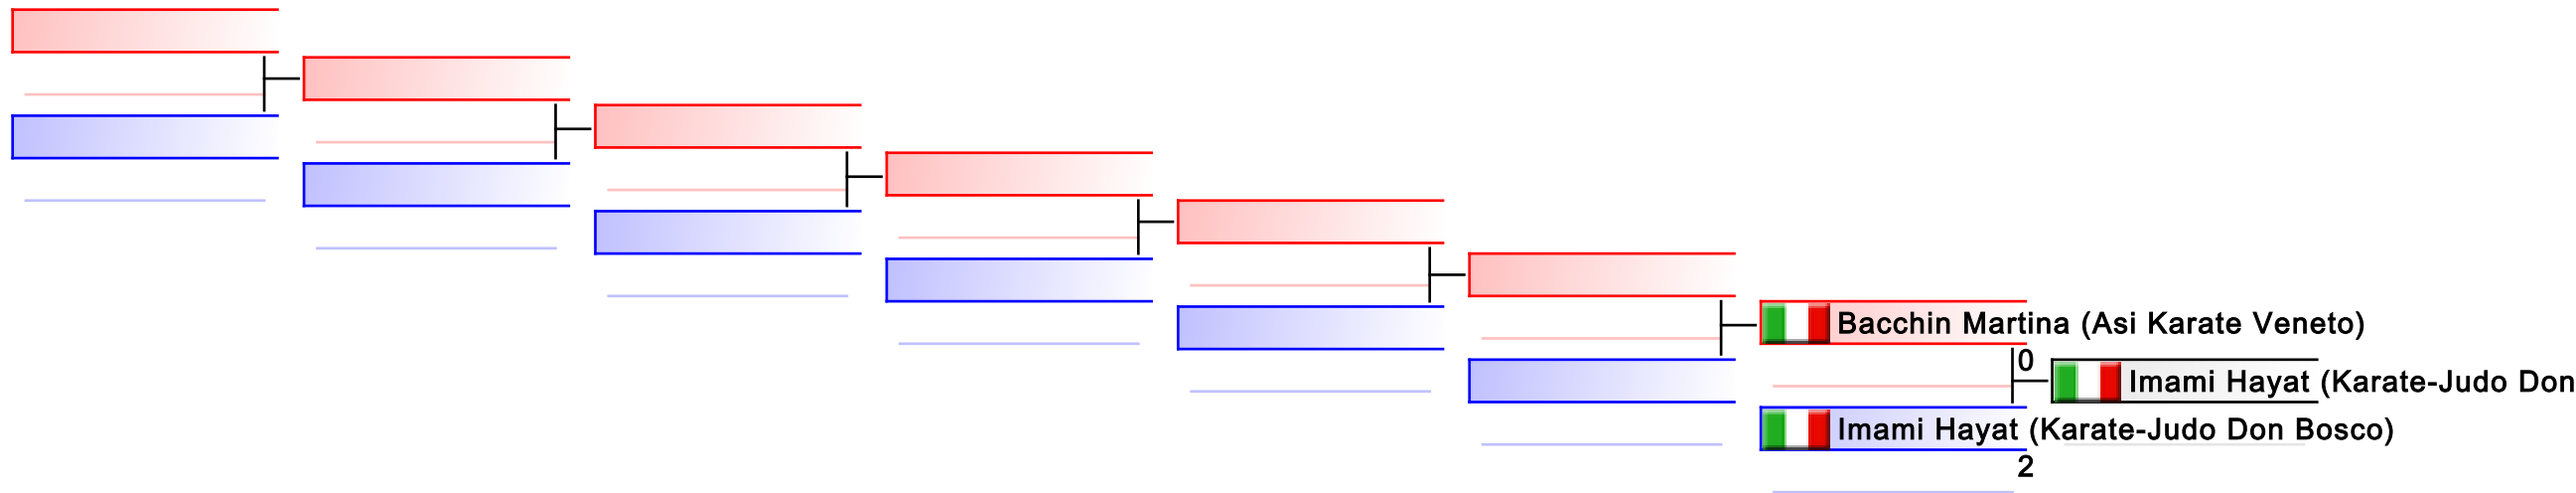 Bacchin Martina (Asi Karate Veneto)
0
Imami Hayat (Karate-Judo Don
Imami Hayat (Karate-Judo Don Bosco)
2